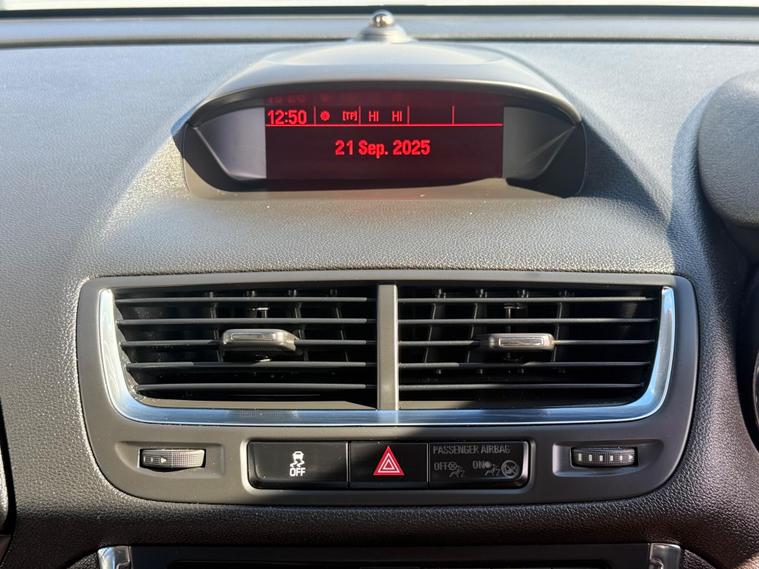 12:50 [TP] HI HI
21 Sep. 2025
OFF
PASSENGER AIRBAG
OFF ON